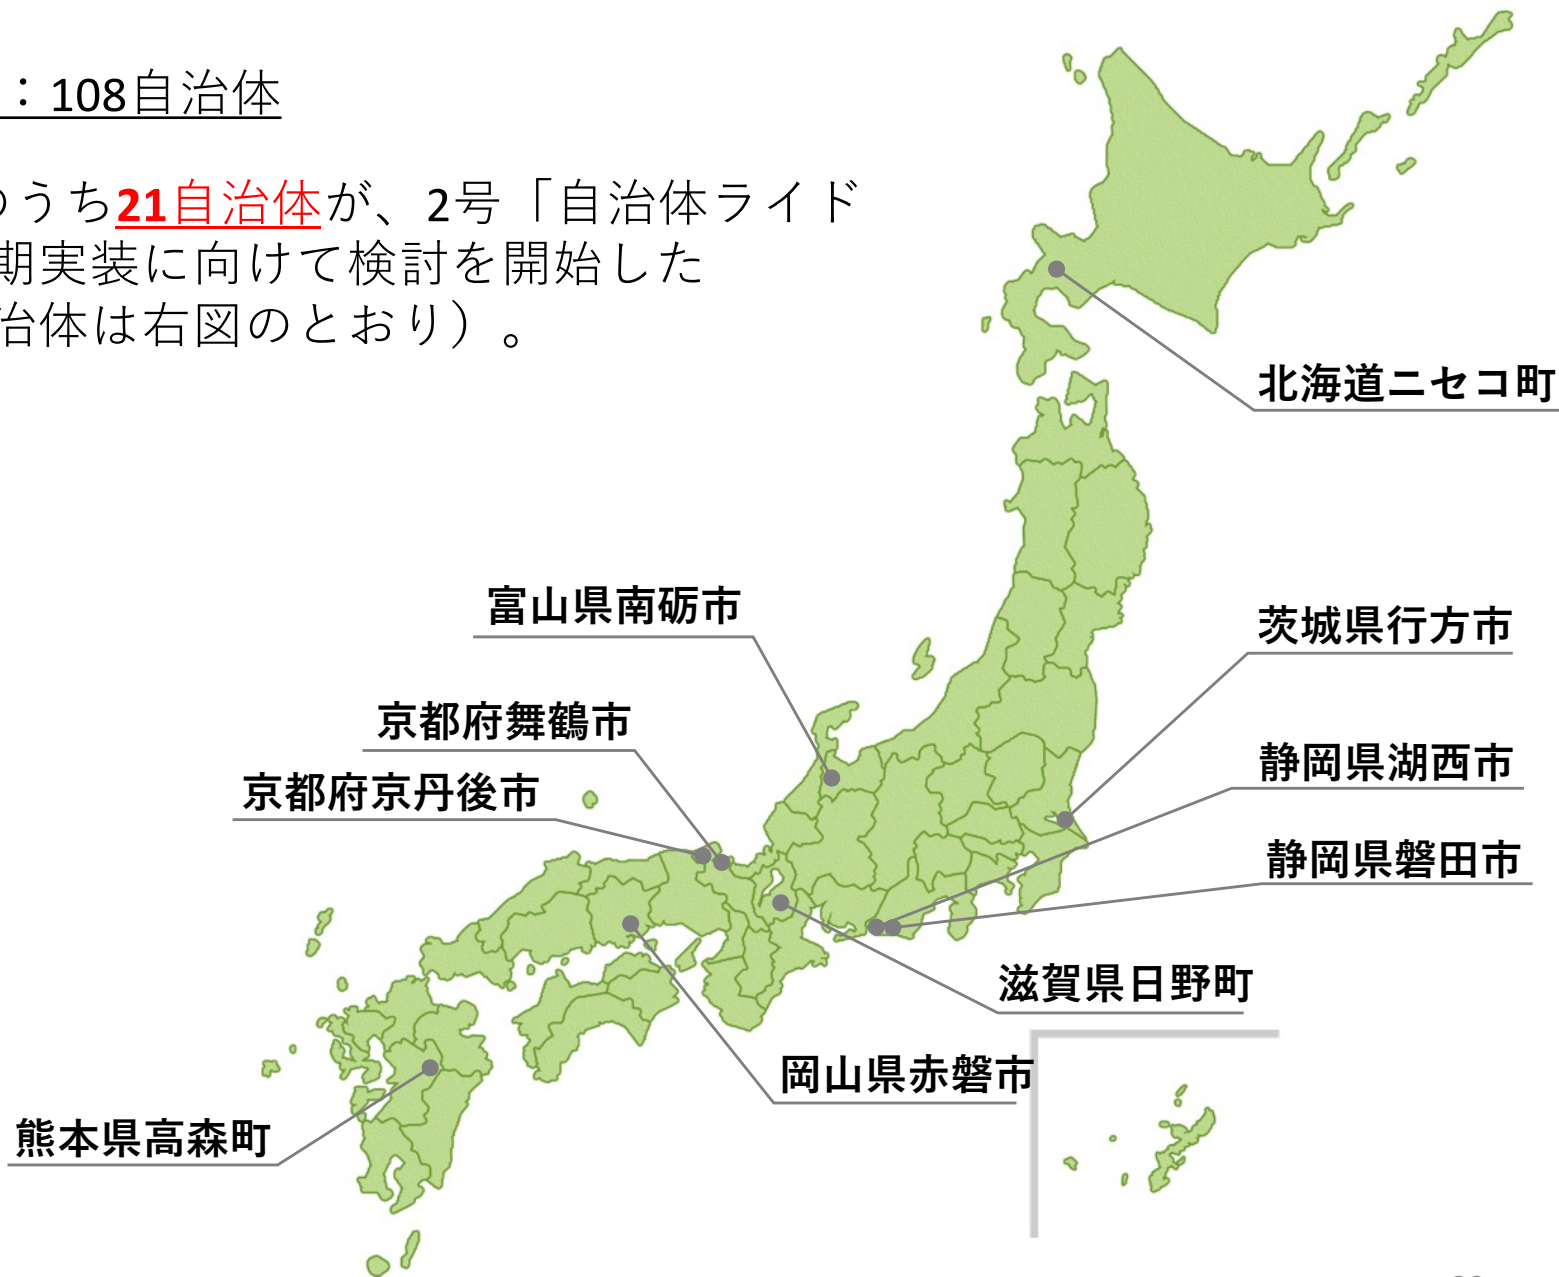 ：108自治体
のうち21自治体が、2号「自治体ライド
期実装に向けて検討を開始した
治体は右図のとおり）。
北海道ニセコ町
富山県南砺市
茨城県行方市
京都府舞鶴市
静岡県湖西市
京都府京丹後市
静岡県磐田市
滋賀県日野町
岡山県赤磐市
熊本県高森町